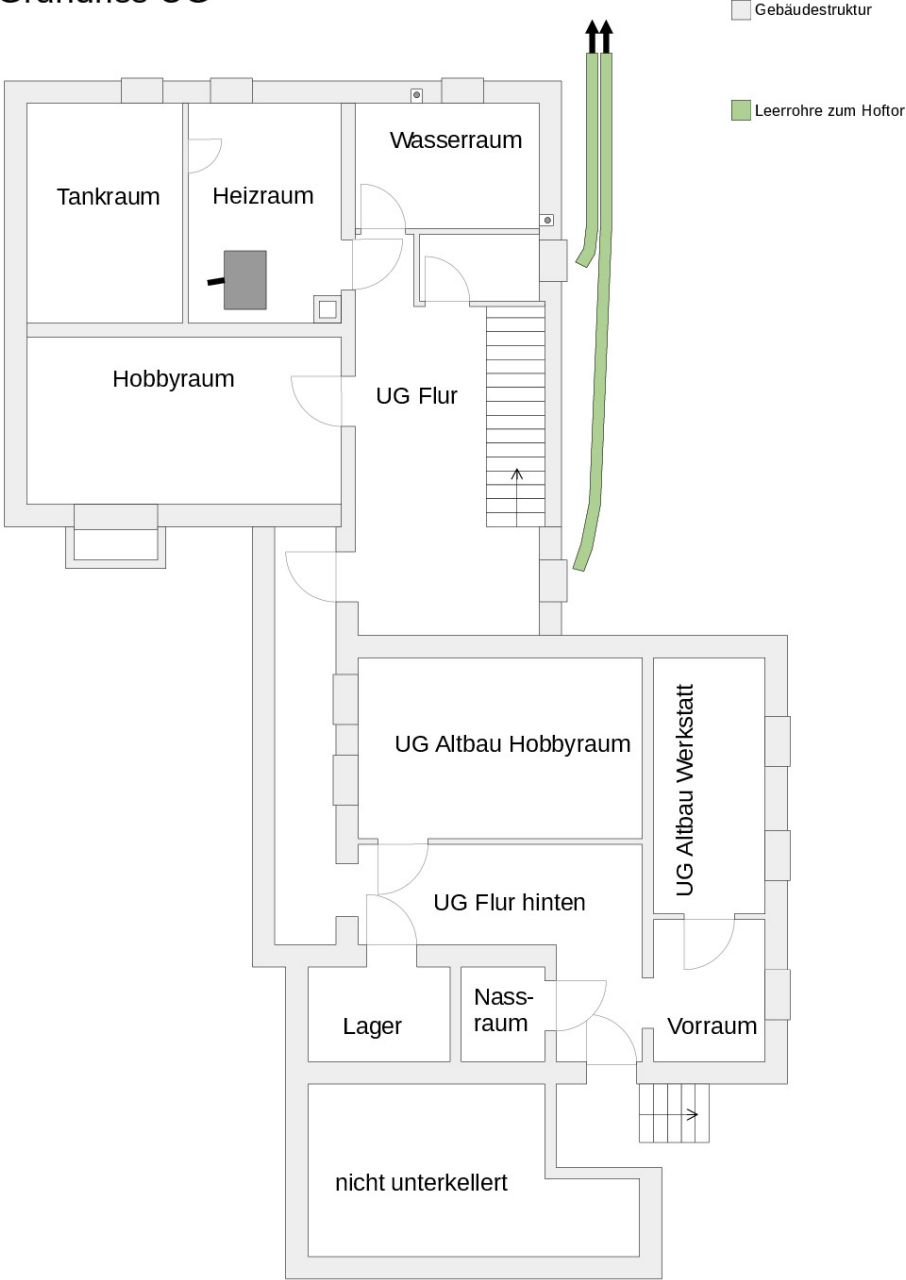 Grundriss UG
Gebäudestruktur
Leerrohre zum Hoftor
Wasserraum
Tankraum
Heizraum
Hobbyraum
UG Flur
UG Altbau Hobbyraum
UG Altbau Werkstatt
UG Flur hinten
Nass-
raum
Lager
Vorraum
nicht unterkellert